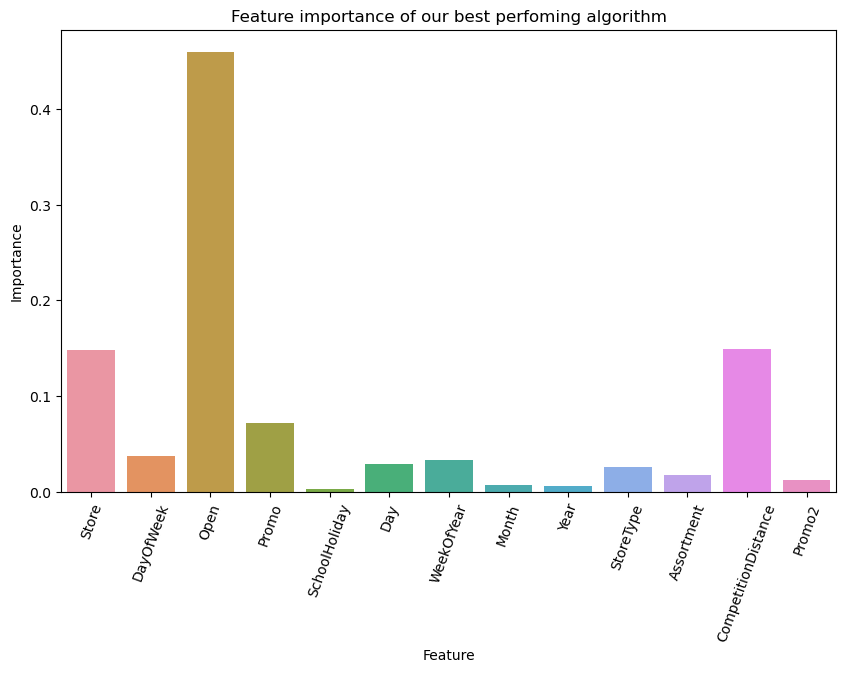 Feature importance of our best perfoming algorithm
Importance
0.4
0.3
0.2
0.1
0.0
Store
DayOfWeek
Open
Promo
SchoolHoliday
Day
WeekOfYear
Month
Year
StoreType
Assortment
CompetitionDistance
Promo2
Feature